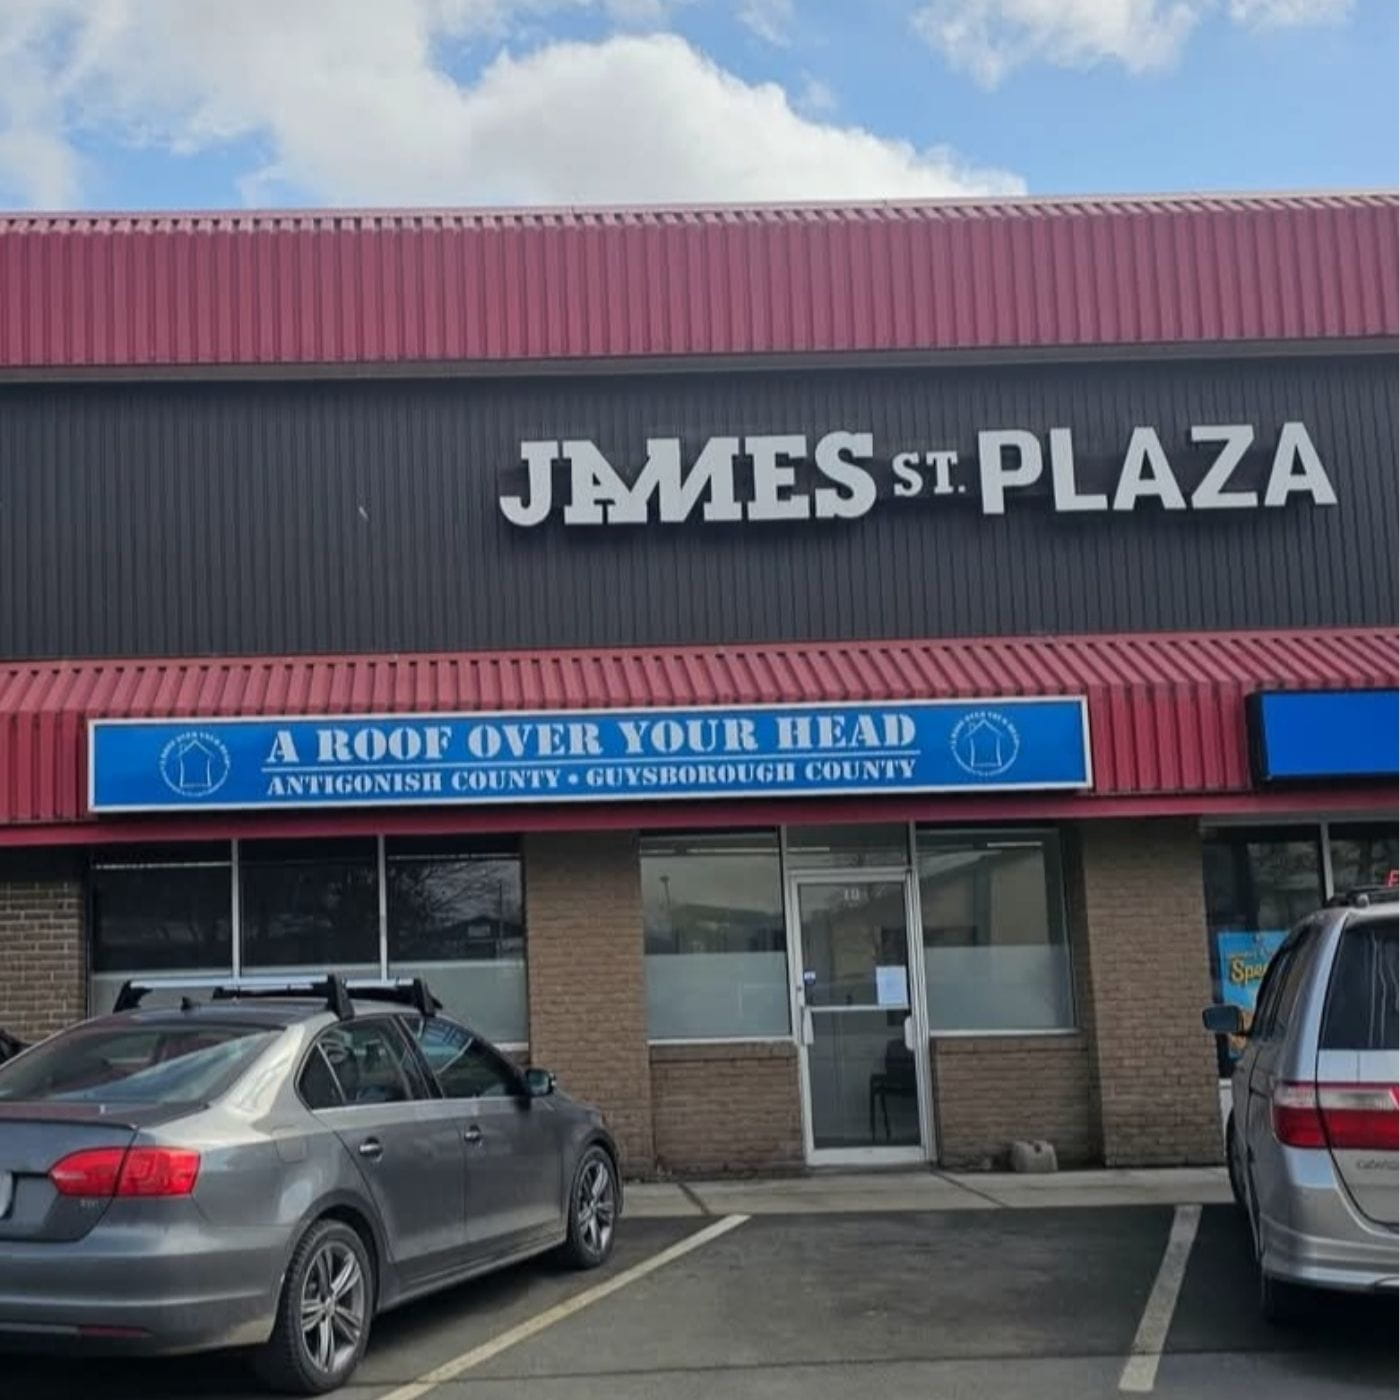 JAMES ST. PLAZA
A ROOF OVER YOUR HEAD
ANTIGONISH COUNTY • GUYSBOROUGH COUNTY